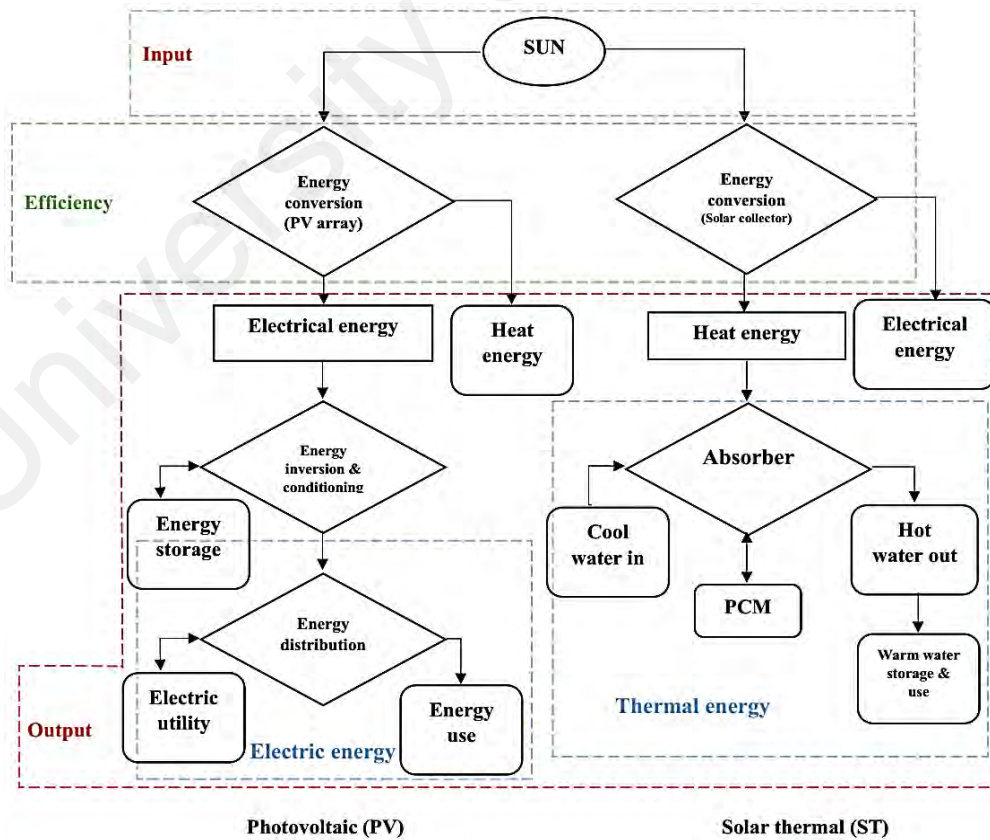 University
Input
SUN
Efficiency
Energy
conversion
(PV array)
Energy
conversion
(Solar collector)
Electrical energy
Heat
energy
Heat energy
Electrical
energy
Energy
inversion &
conditioning
Absorber
Energy
storage
Cool
water in
Hot
water out
PCM
Energy
distribution
Warm water
storage &
use
Electric
utility
Energy
use
Thermal energy
Output
Electric energy
Photovoltaic (PV)
Solar thermal (ST)